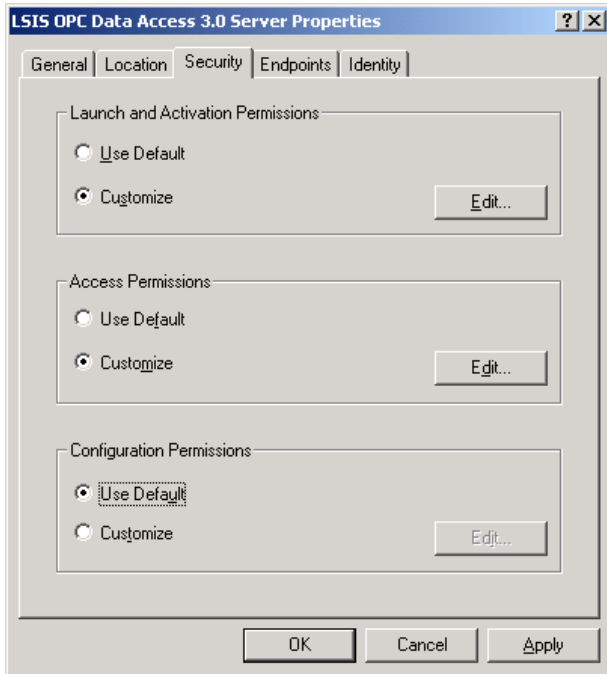 LSIS OPC Data Access 3.0 Server Properties
General Location Security Endpoints Identity
Launch and Activation Permissions
Use Default
Customize
Edit...
Access Permissions
Use Default
Customize
Edit...
Configuration Permissions
Use Default
Customize
Edit...
OK Cancel Apply